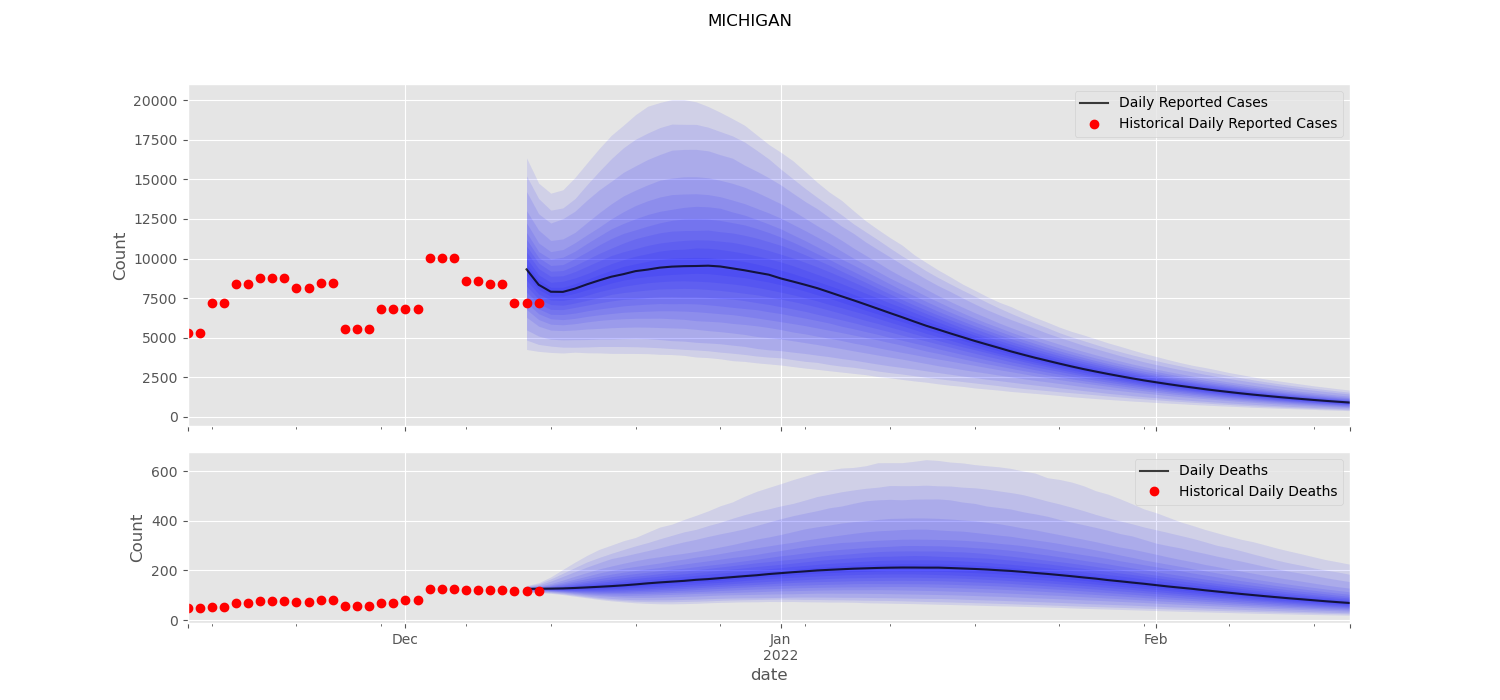 MICHIGAN
20000
17500
15000
12500
10000
7500
5000
2500
0
Count
Daily Reported Cases
Historical Daily Reported Cases
600
400
200
0
Count
Daily Deaths
Historical Daily Deaths
Dec
Jan
2022
Feb
date